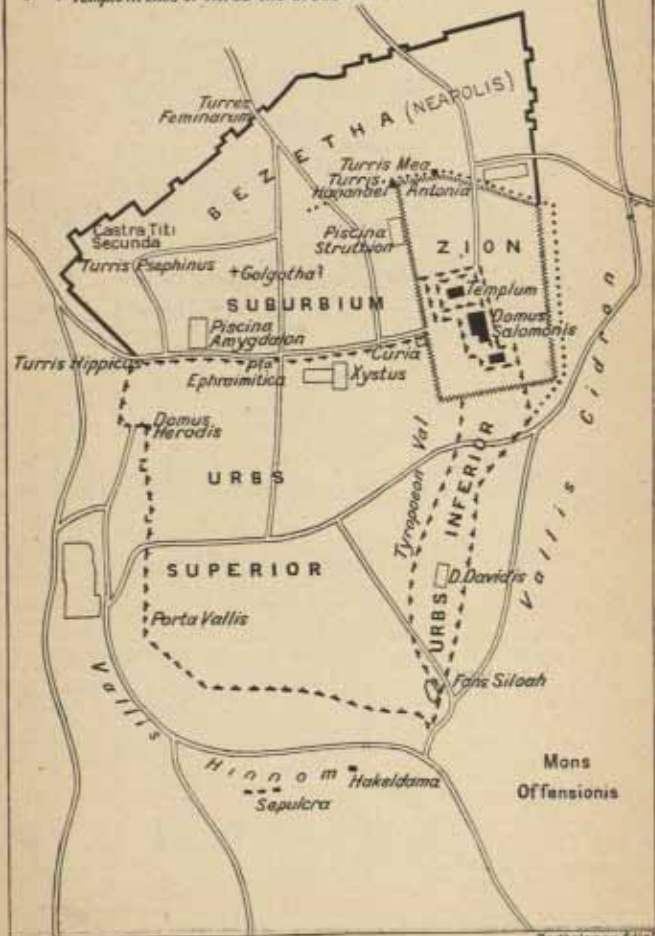 Turres
Feminarum
BEZETHA (NEAPOLIS)
Turris Mea
Turris
Hananael
Antonia
Castra Titi
Secunda
Piscina
Struthion
ZION
Turris Psephinus
+Golgotha?
Templum
SUBURBIUM
Domus
Salomonis
Piscina
Amygdalon
Turris Hippicus
Pta
Ephraimitica
Curia
Xystus
Domus
Herodis
Tyropoeon Val
URBS
INFERIOR
Vallis Cidron
SUPERIOR
D.Davidis
URBS
Porta Vallis
Fons Siloah
Vallis
Hinnom
Hakeldama
Sepulcra
Mons
Offensionis